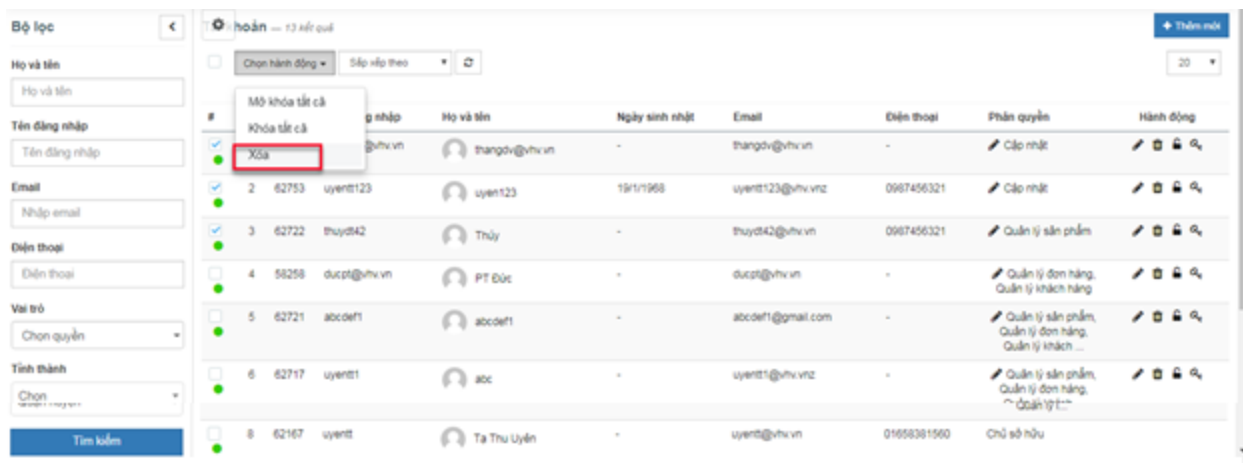 Bộ lọc
khoản — 13 kết quả
+ Thêm mới
Họ và tên
Họ và tên
Tên đăng nhập
Tên đăng nhập
Email
Nhập email
Điện thoại
Điện thoại
Vai trò
Chọn quyền
Tỉnh thành
Chọn
Tìm kiếm
Chọn hành động
Sắp xếp theo
20
Mở khóa tất cả
Khóa tất cả
Xóa
# g nhập Họ và tên Ngày sinh nhật Email Điện thoại Phân quyền Hành động
@vhv.vn thangdv@vhv.vn - thangdv@vhv.vn - Cập nhật
2 62753 uyentt123 uyen123 19/1/1968 uyentt123@vhv.vnz 0987456321 Cập nhật
3 62722 thuydt42 Thủy - thuydt42@vhv.vn 0987456321 Quản lý sản phẩm
4 58258 ducpt@vhv.vn PT Đức - ducpt@vhv.vn - Quản lý đơn hàng,
Quản lý khách hàng
5 62721 abcdef1 abcdef1 - abcdef1@gmail.com - Quản lý sản phẩm,
Quản lý đơn hàng,
Quản lý khách ...
6 62717 uyentt1 abc - uyentt1@vhv.vnz - Quản lý sản phẩm,
Quản lý đơn hàng,
8 62167 uyentt Ta Thu Uyên - uyentt@vhv.vn 01658381560 Chủ sở hữu